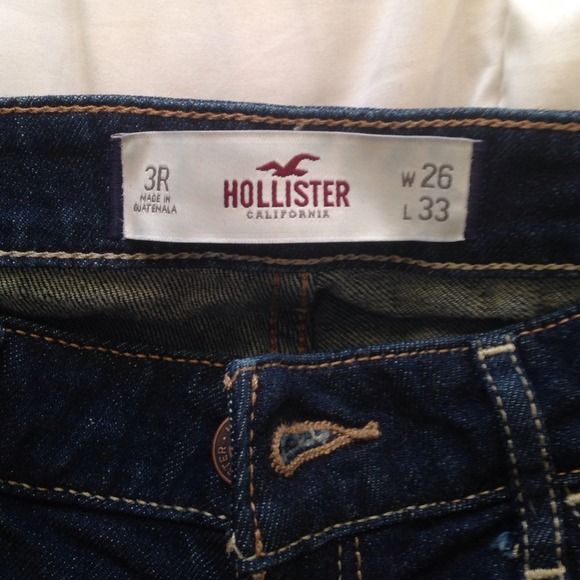 3R
MADE IN
GUATEMALA
HOLLISTER
CALIFORNIA
W 26
L 33